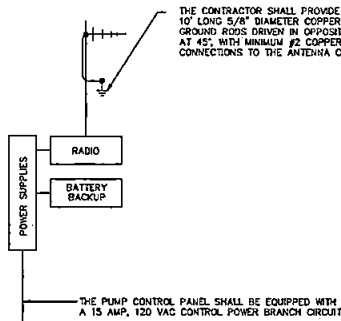 THE CONTRACTOR SHALL PROVIDE
10' LONG 5/8" DIAMETER COPPER
GROUND RODS DRIVEN IN OPPOSIT
AT 45°, WITH MINIMUM #2 COPPER
CONNECTIONS TO THE ANTENNA C
RADIO
BATTERY
BACKUP
POWER SUPPLIES
THE PUMP CONTROL PANEL SHALL BE EQUIPPED WITH
A 15 AMP, 120 VAC CONTROL POWER BRANCH CIRCUIT